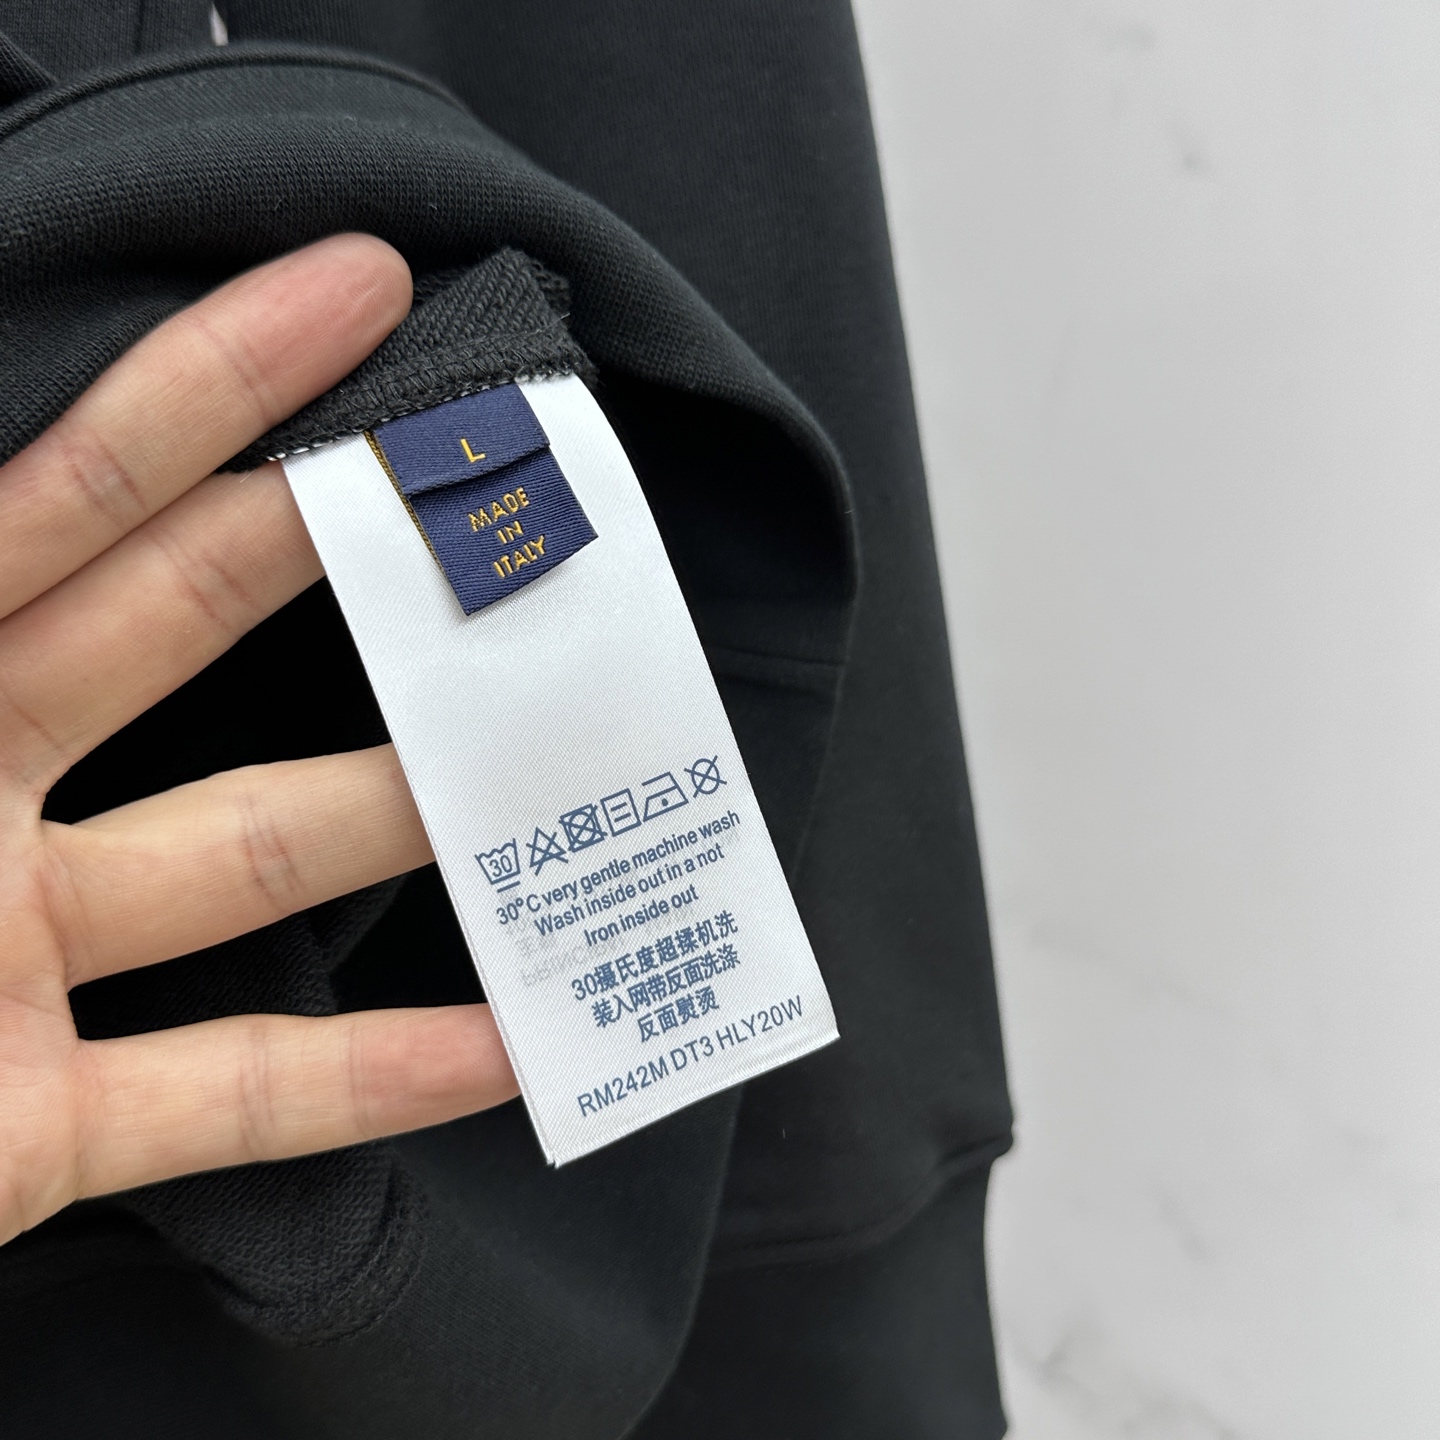 L
MADE
IN
ITALY
30
30°C very gentle machine wash
Wash inside out in a not
Iron inside out
30摄氏度超揉机洗
装入网带反面洗涤
反面熨烫
RM242M DT3 HLY20W